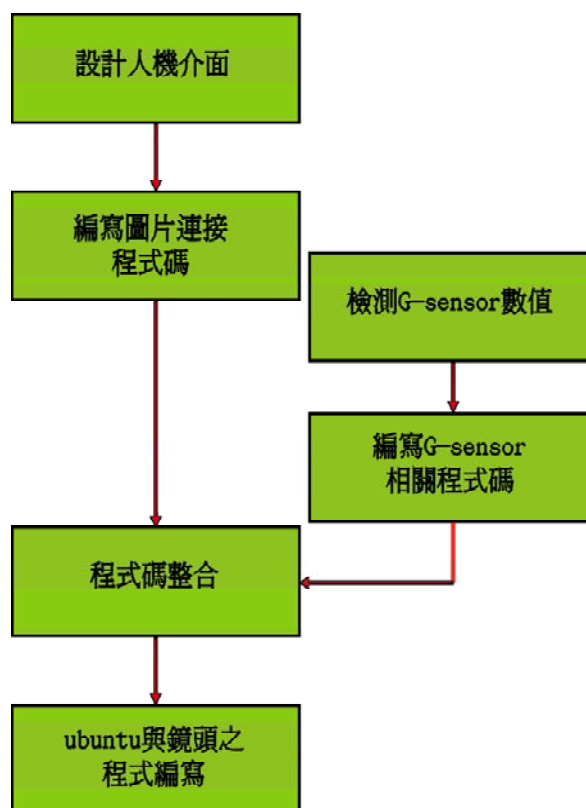 設計人機介面
編寫圖片連接
程式碼
檢測G-sensor數值
編寫G-sensor
相關程式碼
程式碼整合
ubuntu與鏡頭之
程式編寫